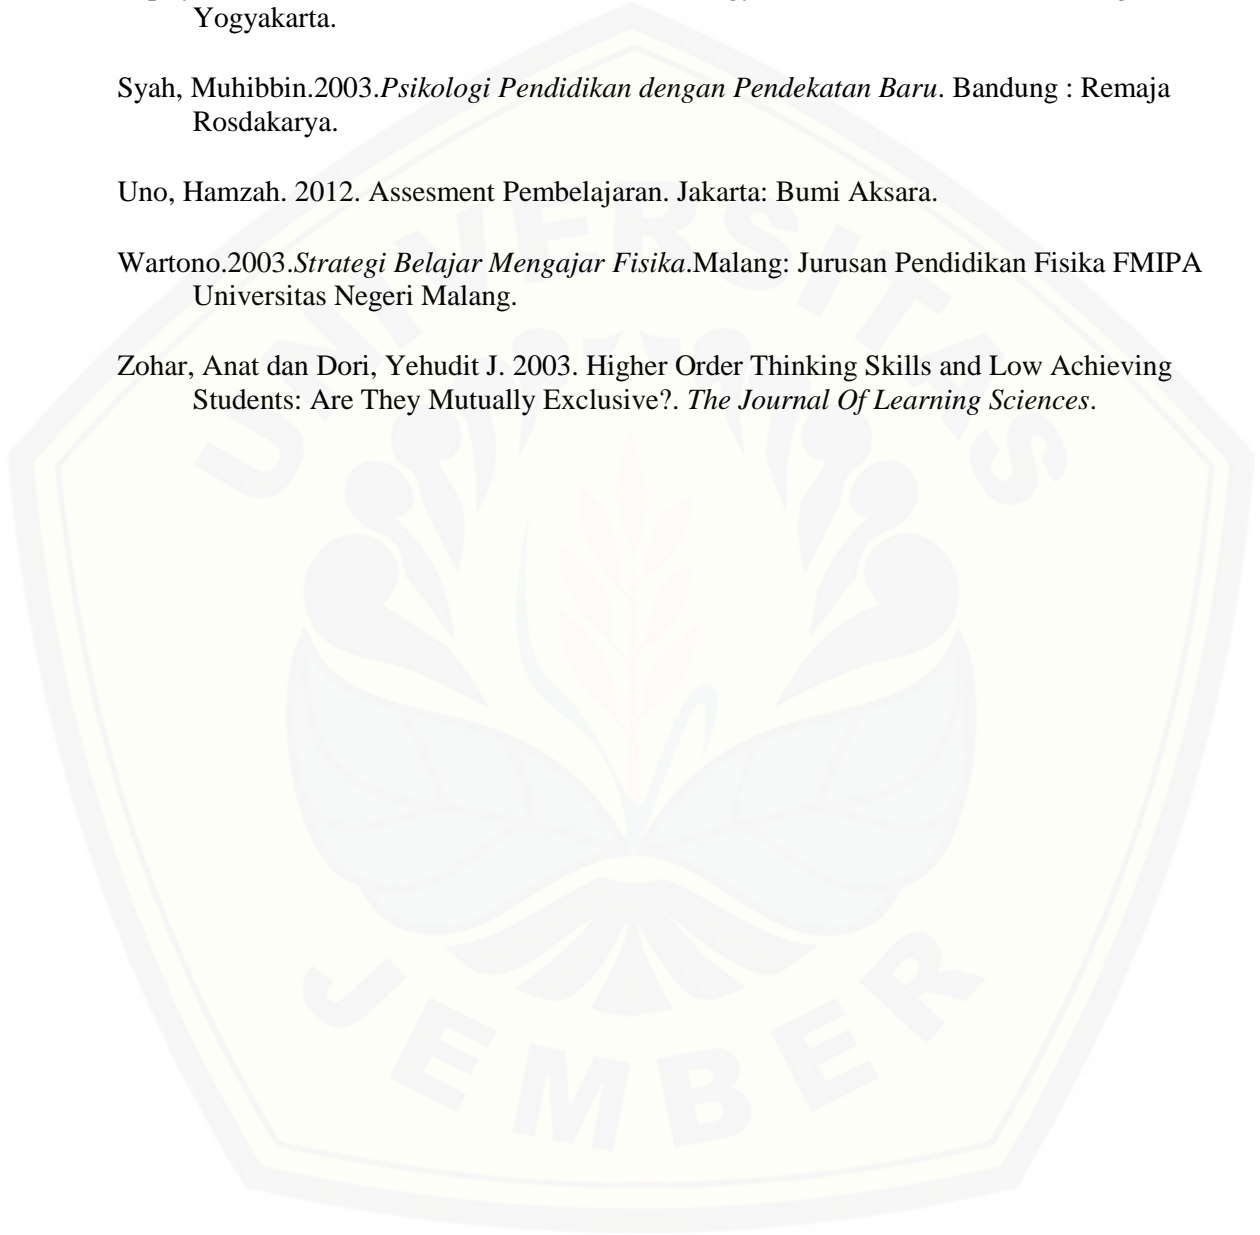 Yogyakarta.
Syah, Muhibbin.2003.Psikologi Pendidikan dengan Pendekatan Baru. Bandung : Remaja
Rosdakarya.
Uno, Hamzah. 2012. Assesment Pembelajaran. Jakarta: Bumi Aksara.
Wartono.2003.Strategi Belajar Mengajar Fisika.Malang: Jurusan Pendidikan Fisika FMIPA
Universitas Negeri Malang.
Zohar, Anat dan Dori, Yehudit J. 2003. Higher Order Thinking Skills and Low Achieving
Students: Are They Mutually Exclusive?. The Journal Of Learning Sciences.
UNIVERSITAS
JEMBER